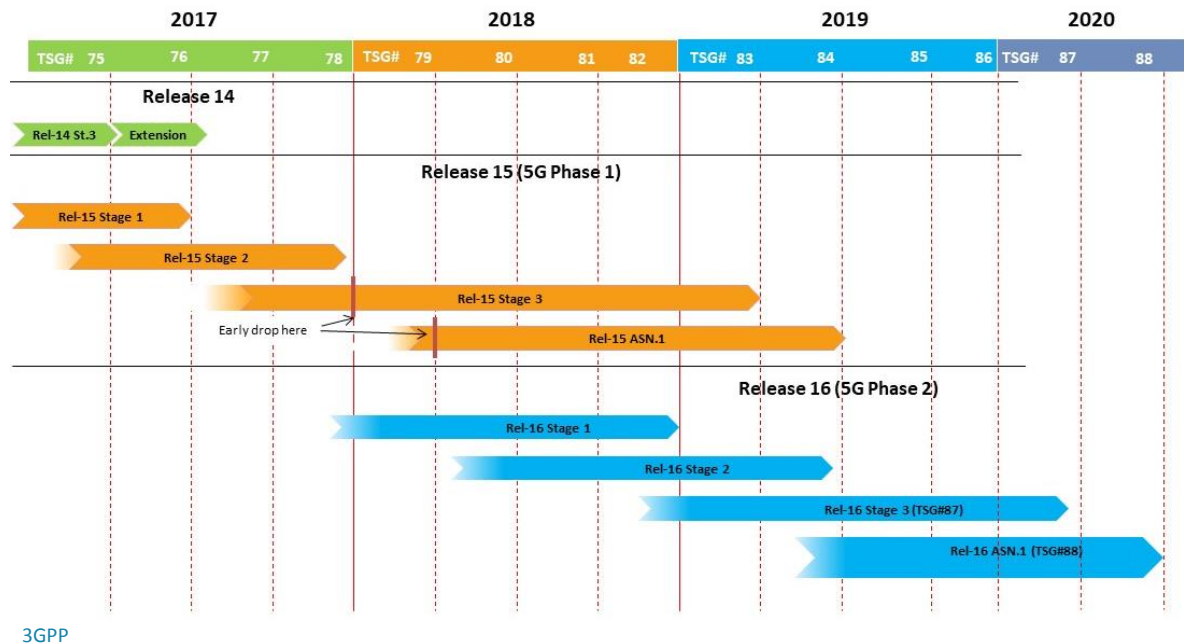 2017 2018 2019 2020
TSG# 75 76 77 78 TSG# 79 80 81 82 TSG# 83 84 85 86 TSG# 87 88
Release 14
Rel-14 St.3 Extension
Release 15 (5G Phase 1)
Rel-15 Stage 1
Rel-15 Stage 2
Rel-15 Stage 3
Early drop here
Rel-15 ASN.1
Release 16 (5G Phase 2)
Rel-16 Stage 1
Rel-16 Stage 2
Rel-16 Stage 3 (TSG#87)
Rel-16 ASN.1 (TSG#88)
3GPP